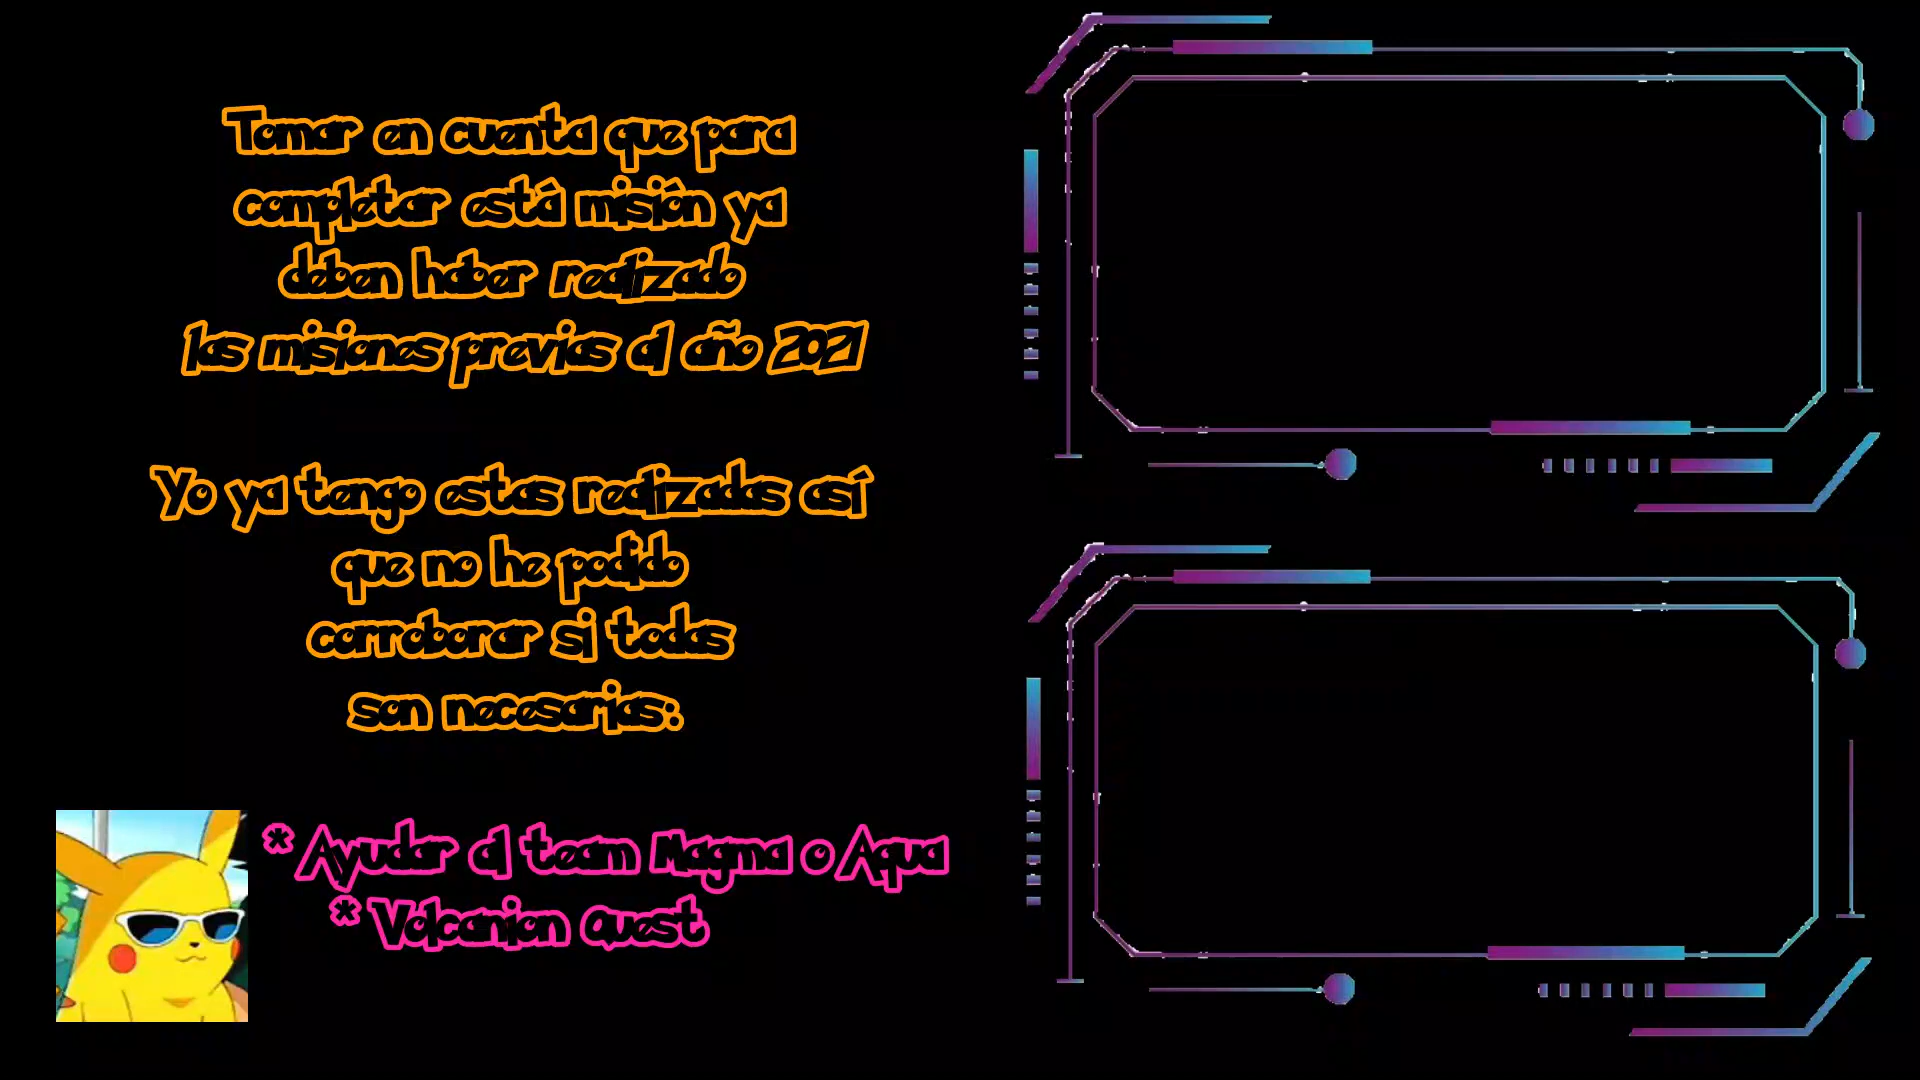 Tomar en cuenta que para
completar está misión ya
deben haber realizado
las misiones previas al año 2021
Yo ya tengo estas realizadas así
que no he podido
corroborar si todas
son necesarias:
* Ayudar al team Magma o Aqua
* Volcanion Quest